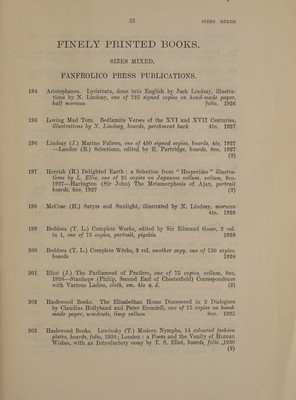 23
SIZES MIXED.
FINELY PRINTED BOOKS.
SIZES MIXED.
FANFROLICO PRESS PUBLICATIONS.
194 Aristophanes. Lysistrata, done into English by Jack Lindsay, illustra-
tions by N. Lindsay, one of 725 signed copies on hand-made paper,
half morocco folio. 1926
195 Loving Mad Tom. Bedlamite Verses of the XVI and XVII Centuries,
illustrations by N. Lindsay, boards, parchment back 4to. 1927
196 Lindsay (J.) Marino Faliero, one of 450 signed copies, boards, 4to, 1927
—Landor (R.) Selections, edited by E. Partridge, boards, 8vo, 1927
(2)
197 Herrick (R.) Delighted Earth : a Selection from "Hesperides" illustra-
tions by L. Ellis, one of 25 copies on Japanese vellum, vellum, 8vo,
1927—Harington (Sir John) The Metamorphosis of Ajax, portrait
boards, 8vo, 1927 (2)
198 McCrae (H.) Satyrs and Sunlight, illustrated by N. Lindsay, morocco
4to. 1928
199 Beddoes (T. L.) Complete Works, edited by Sir Edmund Gosse, 2 vol.
in 1, one of 75 copies, portrait, pigskin 1928
200 Beddoes (T. L.) Complete Works, 2 vol. another copy, one of 750 copies,
boards 1928
201 Eliot (J.) The Parliament of Pratlers, one of 75 copies, vellum, 8vo,
1928—Stanhope (Philip, Second Earl of Chesterfield) Correspondence
with Various Ladies, cloth, sm. 4to n. d. (2)
202 Haslewood Books. The Elizabethan Home Discovered in 2 Dialogues
by Claudius Hollyband and Peter Erondell, one of 75 copies on hand-
made paper, woodcuts, limp vellum 8vo. 1925
203 Haslewood Books. Lowinsky (T.) Modern Nymphs, 14 coloured fashion
plates, boards, folio, 1930; London : a Poem and the Vanity of Human
Wishes, with an Introductory essay by T. S. Eliot, boards, folio, 1930
(2)